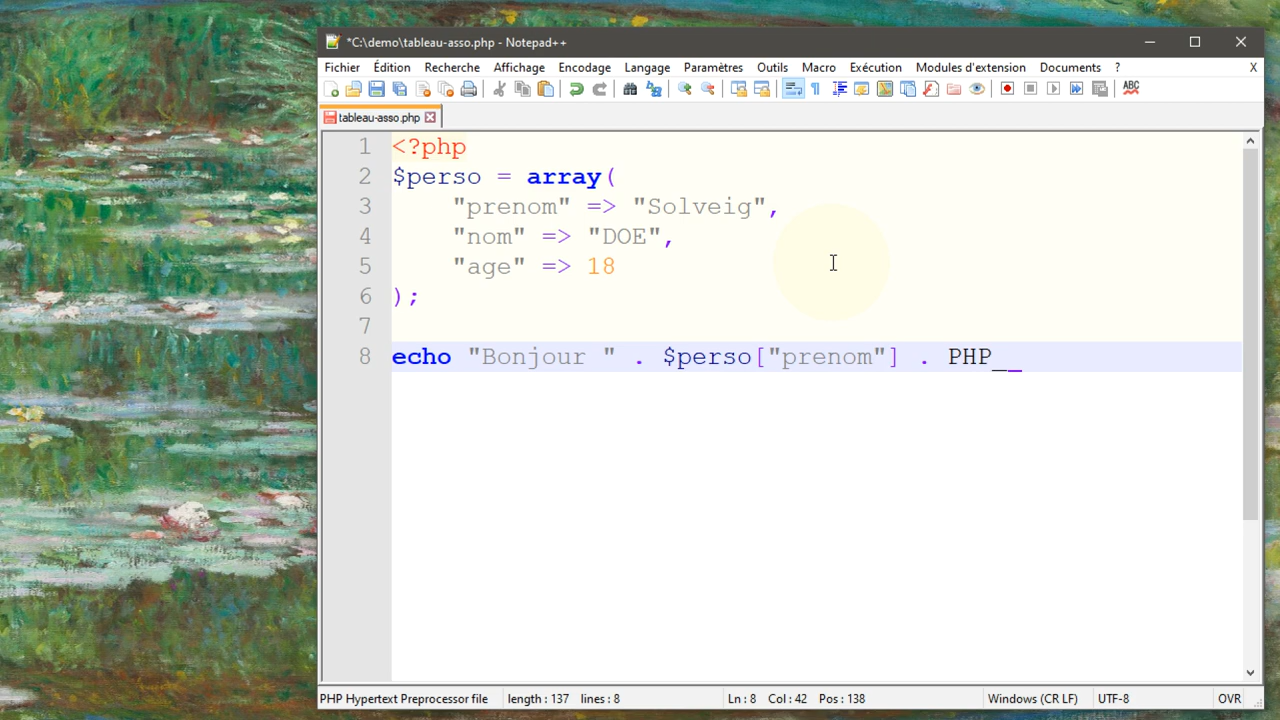 *C:\demo\tableau-asso.php - Notepad++
Fichier Édition Recherche Affichage Encodage Langage Paramètres Outils Macro Exécution Modules d'extension Documents ? X
ABC
tableau-asso.php
1 <?php
2 $perso = array(
3 "prenom" => "Solveig",
4 "nom" => "DOE",
5 "age" => 18
6 );
7
8 echo "Bonjour " . $perso["prenom"] . PHP_
PHP Hypertext Preprocessor file length : 137 lines : 8 Ln : 8 Col : 42 Pos : 138 Windows (CR LF) UTF-8 OVR